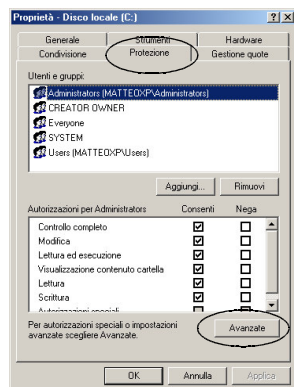 Proprietà - Disco locale (C:)
Generale Strumenti Hardware
Condivisione Protezione Gestione quote
Utenti e gruppi:
Administrators (MATTEOXP\Administrators)
CREATOR OWNER
Everyone
SYSTEM
Users (MATTEOXP\Users)
Aggiungi... Rimuovi
Autorizzazioni per Administrators Consenti Nega
Controllo completo
Modifica
Lettura ed esecuzione
Visualizzazione contenuto cartella
Lettura
Scrittura
Autorizzazioni speciali
Per autorizzazioni speciali o impostazioni
avanzate scegliere Avanzate.
Avanzate
OK Annulla Applica